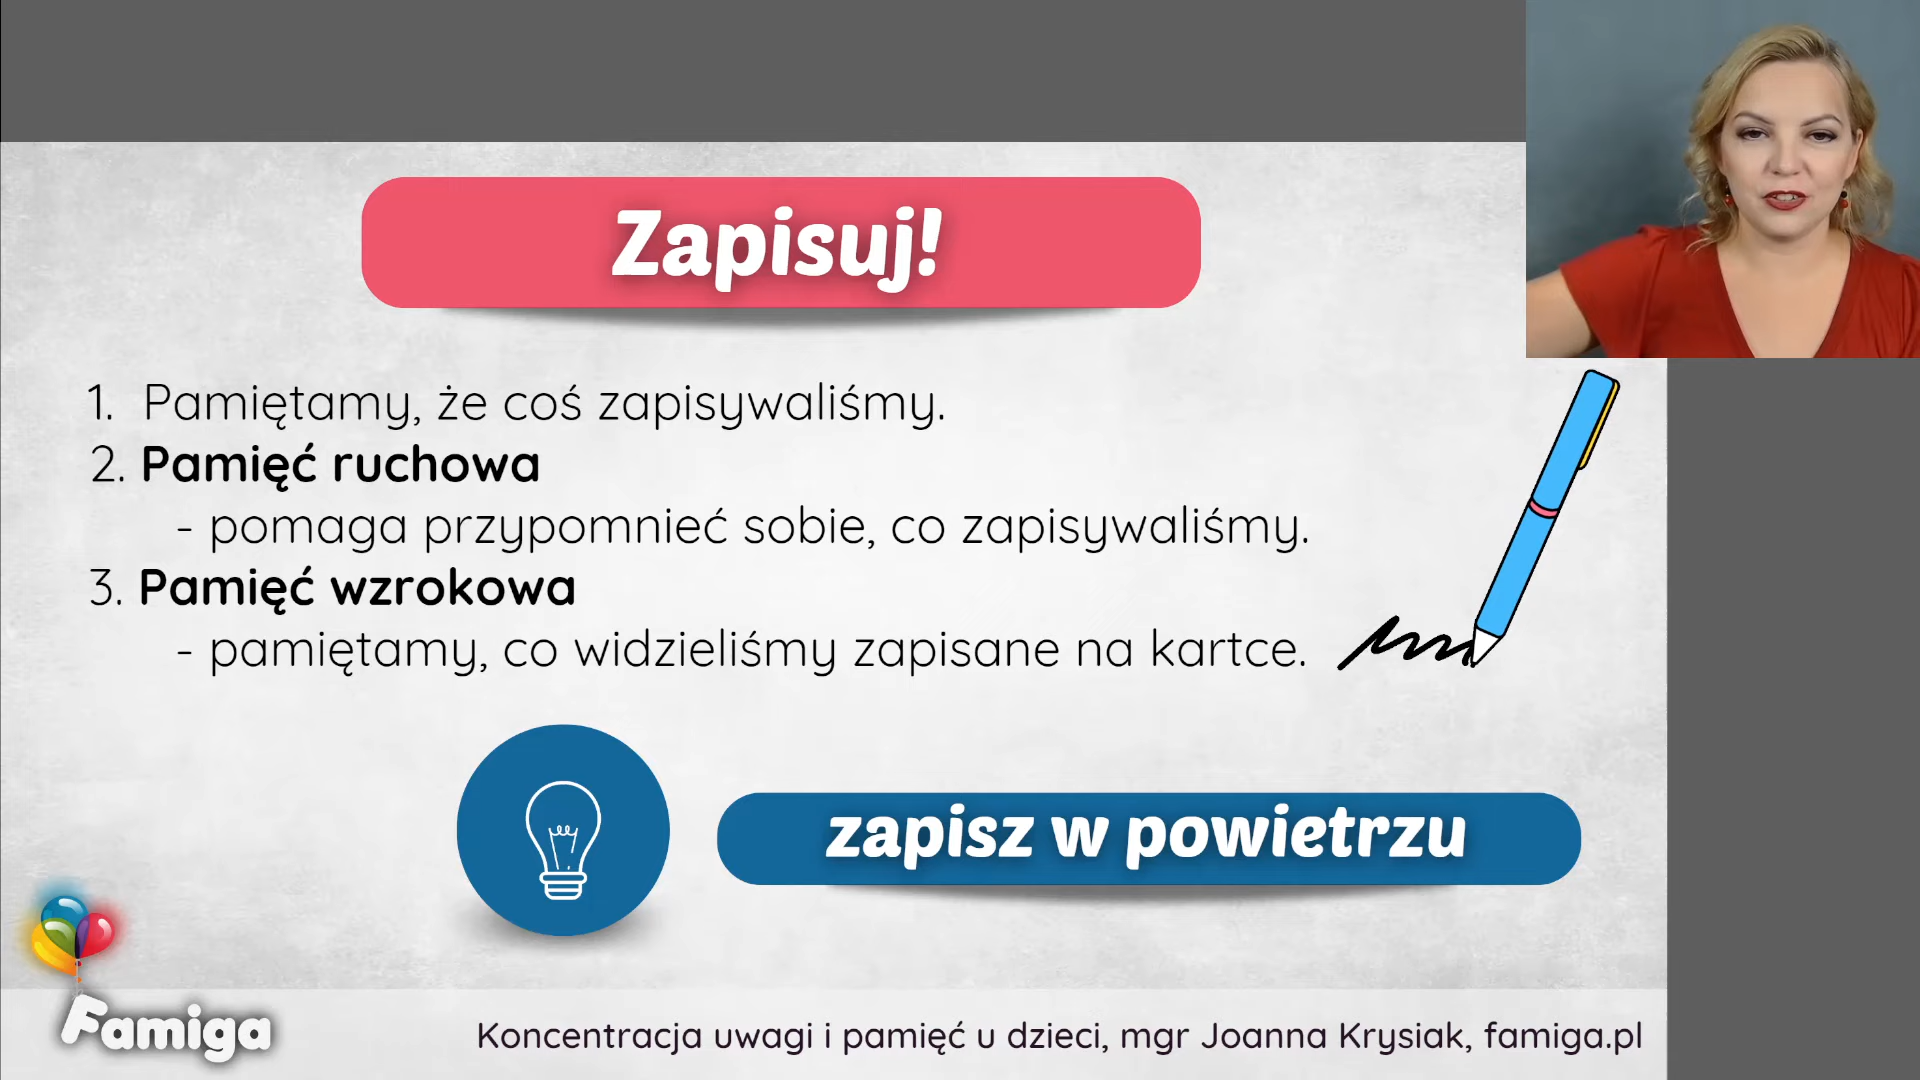 Zapisuj!
1. Pamiętamy, że coś zapisywaliśmy.
2. Pamięć ruchowa
- pomaga przypomnieć sobie, co zapisywaliśmy.
3. Pamięć wzrokowa
- pamiętamy, co widzieliśmy zapisane na kartce.
zapisz w powietrzu
Famiga
Koncentracja uwagi i pamięć u dzieci, mgr Joanna Krysiak, famiga.pl